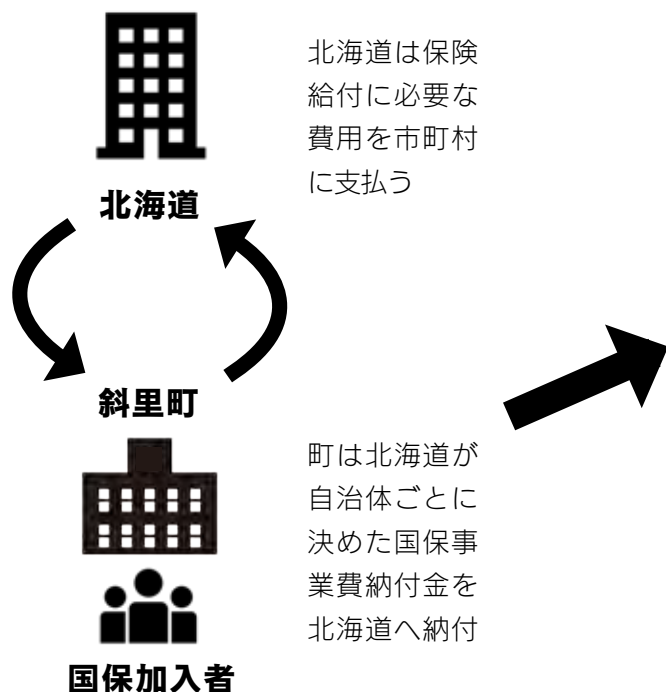 北海道は保険
給付に必要な
費用を市町村
に支払う
北海道
斜里町
町は北海道が
自治体ごとに
決めた国保事
業費納付金を
北海道へ納付
国保加入者